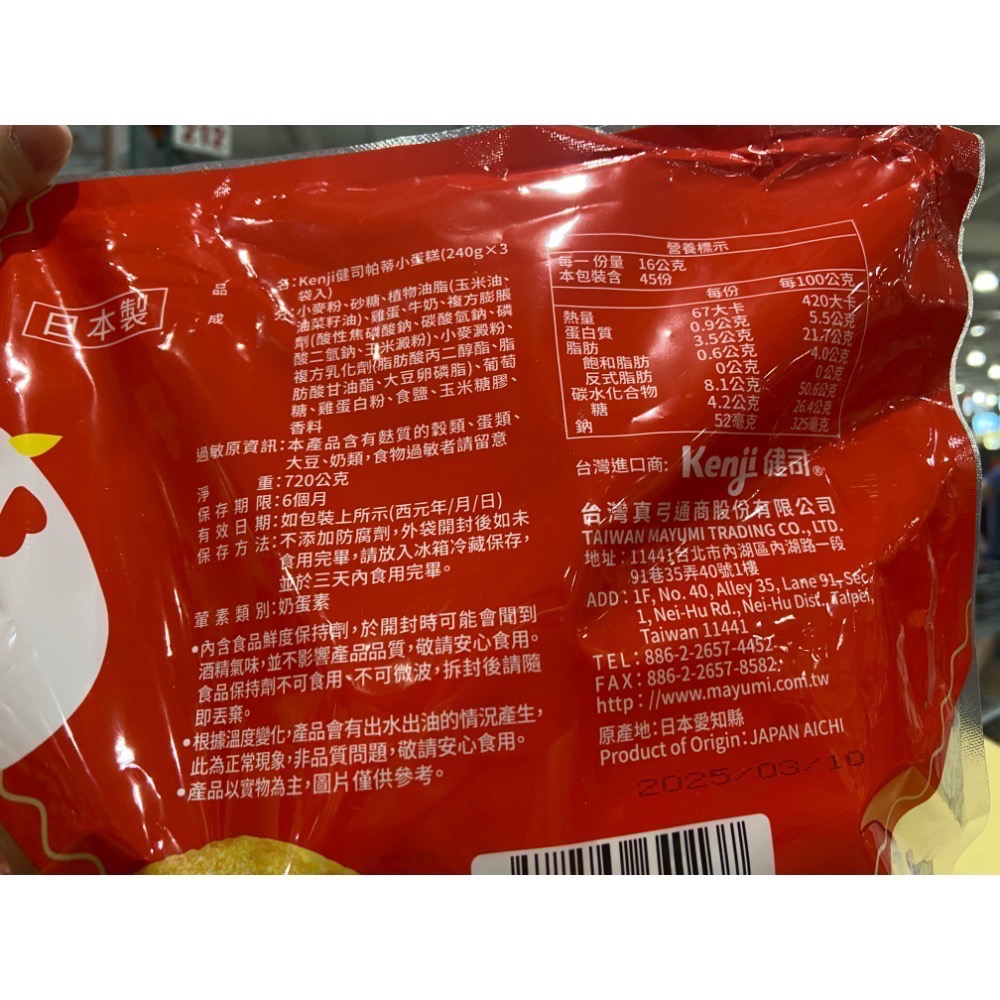 212
日本製
品 名:Kenji健司帕蒂小蛋糕(240g×3
袋入)
成 分:小麥粉、砂糖、植物油脂(玉米油、
油菜籽油)、雞蛋、牛奶、複方膨脹
劑(酸性焦磷酸鈉、碳酸氫鈉、磷
酸二氫鈉、玉米澱粉)、小麥澱粉、
複方乳化劑(脂肪酸丙二醇酯、脂
肪酸甘油酯、大豆卵磷脂)、葡萄
糖、雞蛋白粉、食鹽、玉米糖膠、
香料
過敏原資訊:本產品含有麩質的穀類、蛋類、
大豆、奶類,食物過敏者請留意
淨 重:720公克
保存期限:6個月
有效日期:如包裝上所示(西元年/月/日)
保存方法:不添加防腐劑,外袋開封後如未
食用完畢,請放入冰箱冷藏保存,
並於三天內食用完畢。
葷素類別:奶蛋素
•內含食品鮮度保持劑,於開封時可能會聞到
酒精氣味,並不影響產品品質,敬請安心食用。
食品保持劑不可食用、不可微波,拆封後請隨
即丟棄。
•根據溫度變化,產品會有出水出油的情況產生,
此為正常現象,非品質問題,敬請安心食用。
•產品以實物為主,圖片僅供參考。
營養標示
每一份量 16公克
本包裝含 45份
每份 每100公克
熱量 67大卡 420大卡
蛋白質 0.9公克 5.5公克
脂肪 3.5公克 21.7公克
飽和脂肪 0.6公克 4.0公克
反式脂肪 0公克 0公克
碳水化合物 8.1公克 50.6公克
糖 4.2公克 26.4公克
鈉 52毫克 325毫克
台灣進口商: Kenji健司®
台灣真弓通商股份有限公司
TAIWAN MAYUMI TRADING CO., LTD.
地址:11441台北市內湖區內湖路一段
91巷35弄40號1樓
ADD: 1F, No. 40, Alley 35, Lane 91, Sec.
1, Nei-Hu Rd., Nei-Hu Dist., Taipei,
Taiwan 11441
TEL: 886-2-2657-4452
FAX: 886-2-2657-8582
http://www.mayumi.com.tw
原產地:日本愛知縣
Product of Origin: JAPAN AICHI
2025/03/10